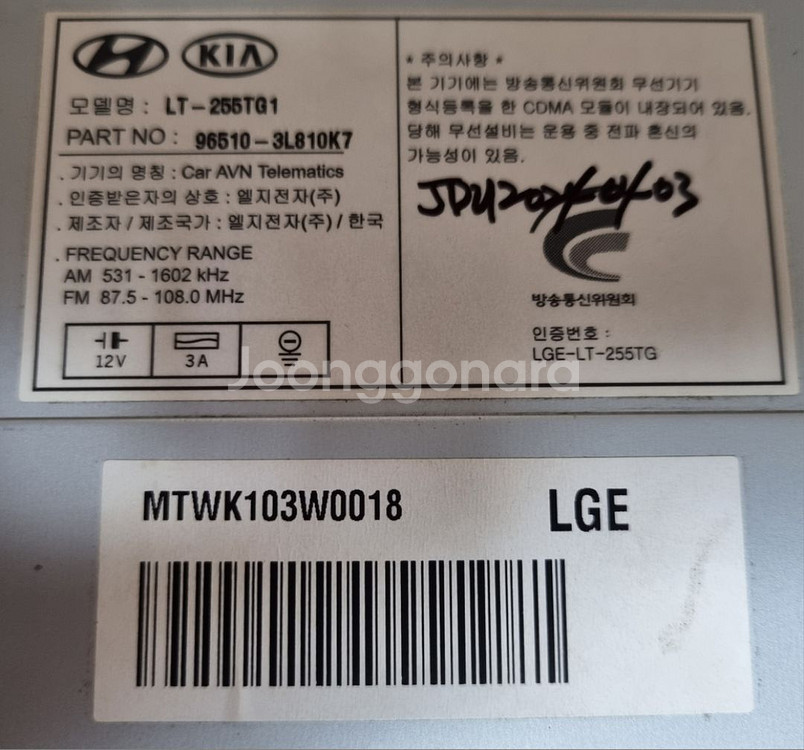 HYUNDAI KIA
모델명 : LT-255TG1
PART NO : 96510-3L810K7
. 기기의 명칭 : Car AVN Telematics
. 인증받은자의 상호 : 엘지전자(주)
. 제조자 / 제조국가 : 엘지전자(주) / 한국
. FREQUENCY RANGE
AM 531 - 1602 kHz
FM 87.5 - 108.0 MHz
12V 3A
* 주의사항 *
본 기기에는 방송통신위원회 무선기기
형식등록을 한 CDMA 모듈이 내장되어 있음.
당해 무선설비는 운용 중 전파 혼신의
가능성이 있음.
방송통신위원회
인증번호 :
LGE-LT-255TG
Joonggonara
MTWK103W0018 LGE